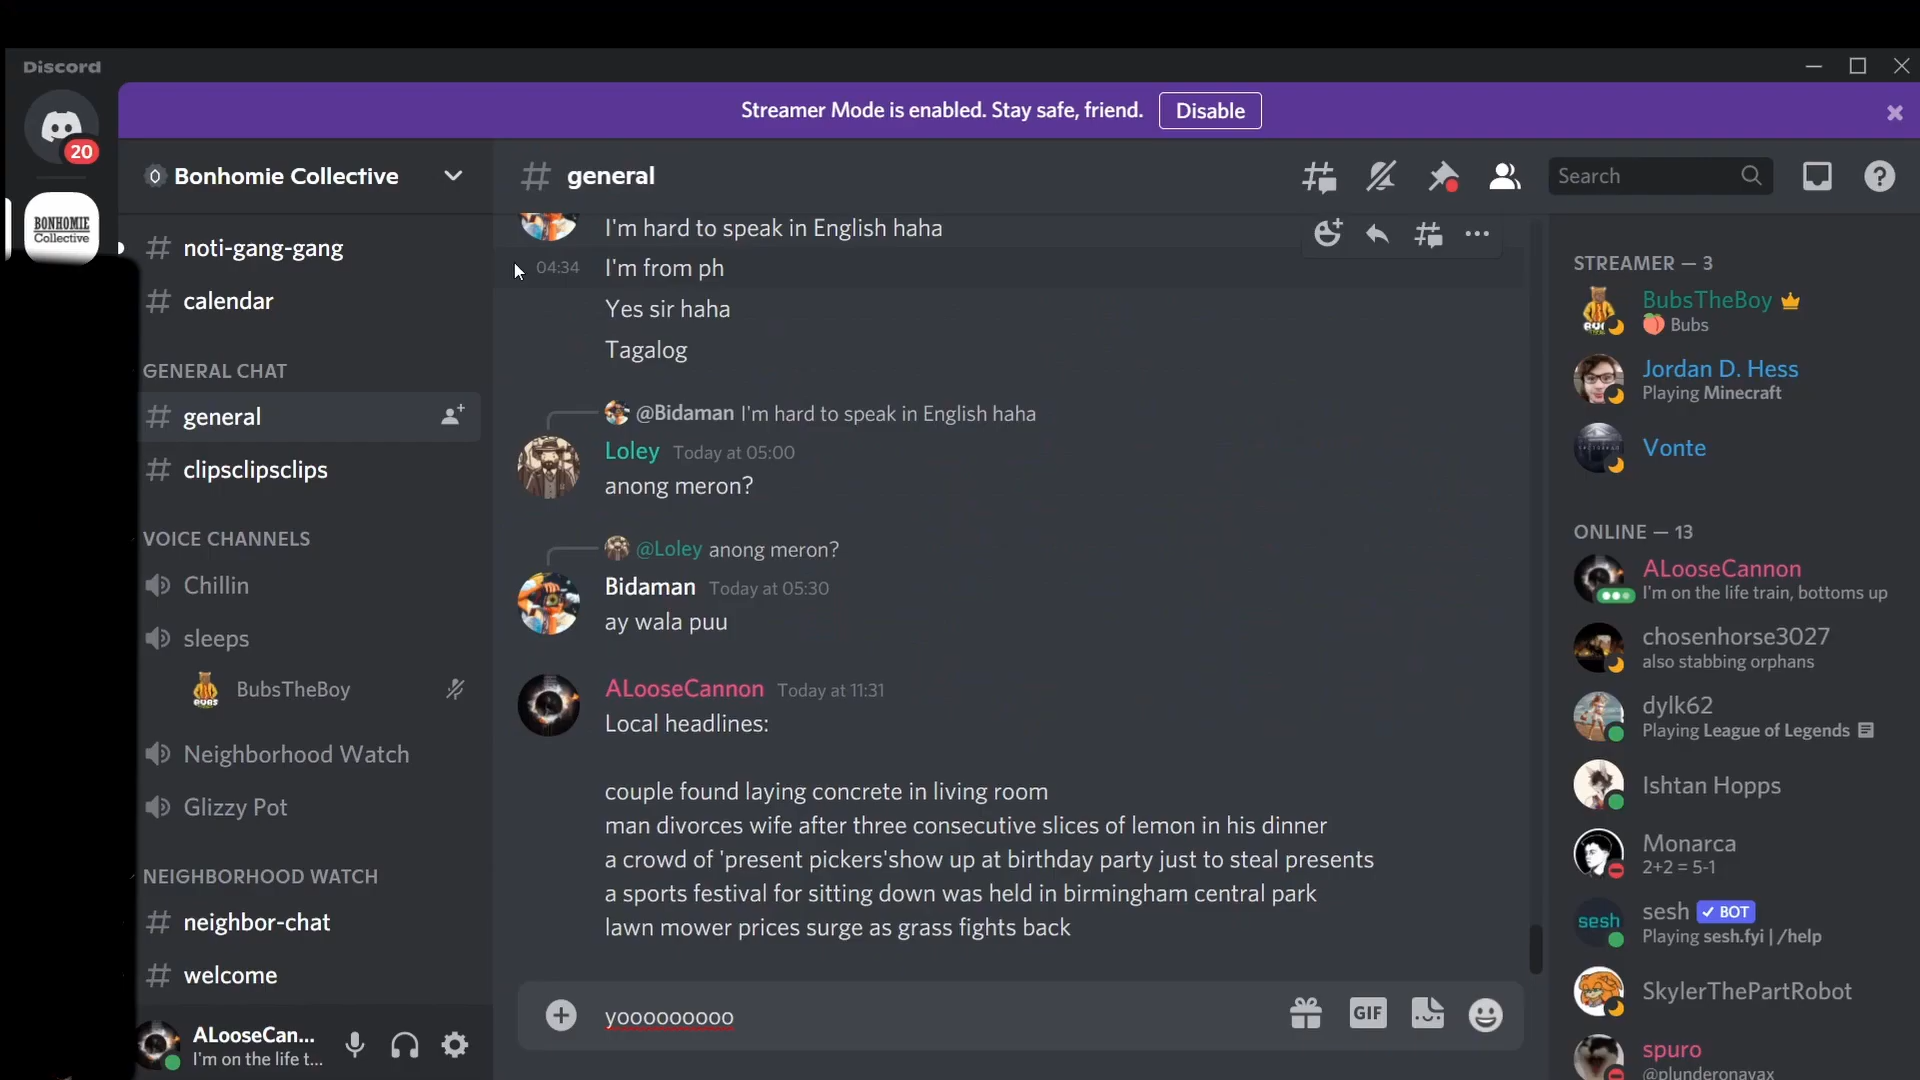 Discord
Streamer Mode is enabled. Stay safe, friend.
Disable
20
BONHOMIE
Collective
Bonhomie Collective
noti-gang-gang
calendar
GENERAL CHAT
general
clipsclipsclips
VOICE CHANNELS
Chillin
sleeps
BubsTheBoy
Neighborhood Watch
Glizzy Pot
NEIGHBORHOOD WATCH
neighbor-chat
welcome
ALooseCan...
I'm on the life t...
# general
Search
I'm hard to speak in English haha
04:34 I'm from ph
Yes sir haha
Tagalog
@Bidaman I'm hard to speak in English haha
Loley Today at 05:00
anong meron?
@Loley anong meron?
Bidaman Today at 05:30
ay wala puu
ALooseCannon Today at 11:31
Local headlines:
couple found laying concrete in living room
man divorces wife after three consecutive slices of lemon in his dinner
a crowd of 'present pickers'show up at birthday party just to steal presents
a sports festival for sitting down was held in birmingham central park
lawn mower prices surge as grass fights back
yooooooooo
GIF
STREAMER — 3
BubsTheBoy
🍑 Bubs
Jordan D. Hess
Playing Minecraft
Vonte
ONLINE — 13
ALooseCannon
I'm on the life train, bottoms up
chosenhorse3027
also stabbing orphans
dylk62
Playing League of Legends
Ishtan Hopps
Monarca
2+2 = 5-1
sesh
sesh ✓ BOT
Playing sesh.fyi | /help
SkylerThePartRobot
spuro
@plunderonavax